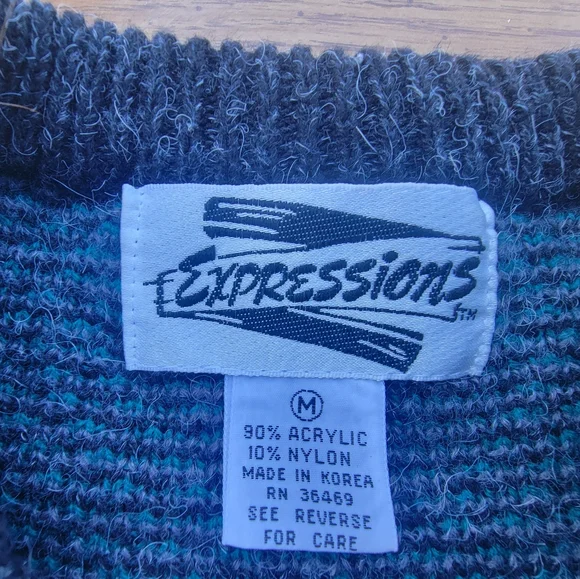 EXPRESSIONS
TM
M
90% ACRYLIC
10% NYLON
MADE IN KOREA
RN 36469
SEE REVERSE
FOR CARE